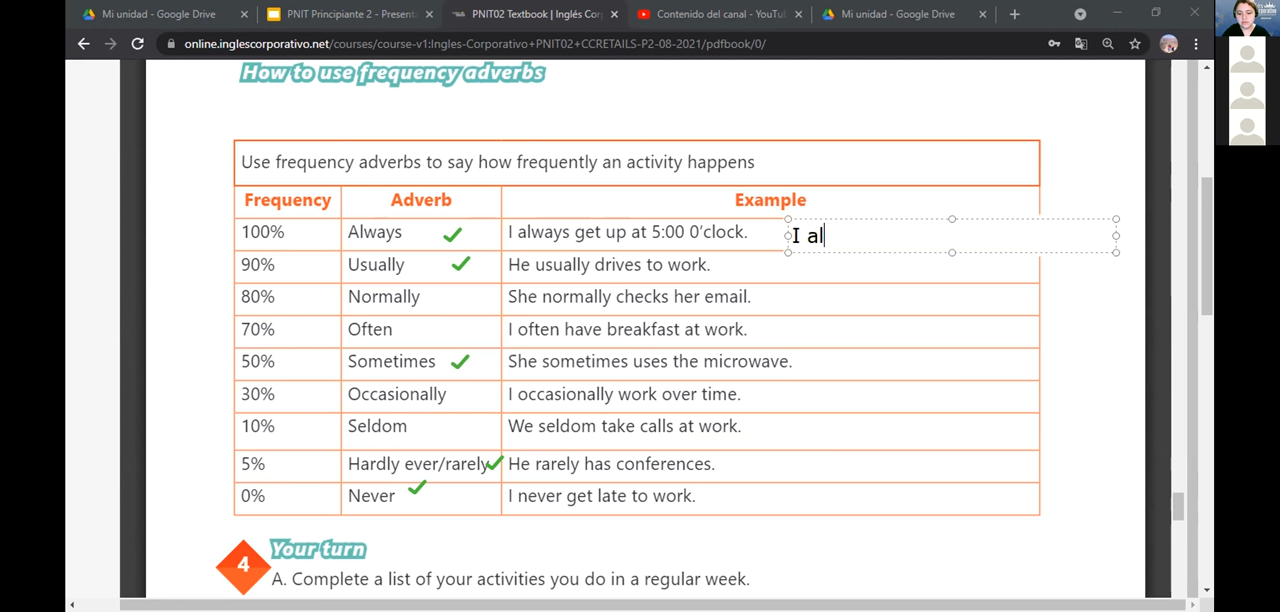 Mi unidad - Google Drive
PNIT Principiante 2 - Present
PNIT02 Textbook | Inglés Cor
Contenido del canal - YouTu
Mi unidad - Google Drive
online.inglescorporativo.net/courses/course-v1:Ingles-Corporativo+PNIT02+CCRETAILS-P2-08-2021/pdfbook/0/
How to use frequency adverbs
Use frequency adverbs to say how frequently an activity happens
Frequency Adverb Example
100% Always I always get up at 5:00 0'clock. I al
90% Usually He usually drives to work.
80% Normally She normally checks her email.
70% Often I often have breakfast at work.
50% Sometimes She sometimes uses the microwave.
30% Occasionally I occasionally work over time.
10% Seldom We seldom take calls at work.
5% Hardly ever/rarely He rarely has conferences.
0% Never I never get late to work.
4 Your turn
A. Complete a list of your activities you do in a regular week.